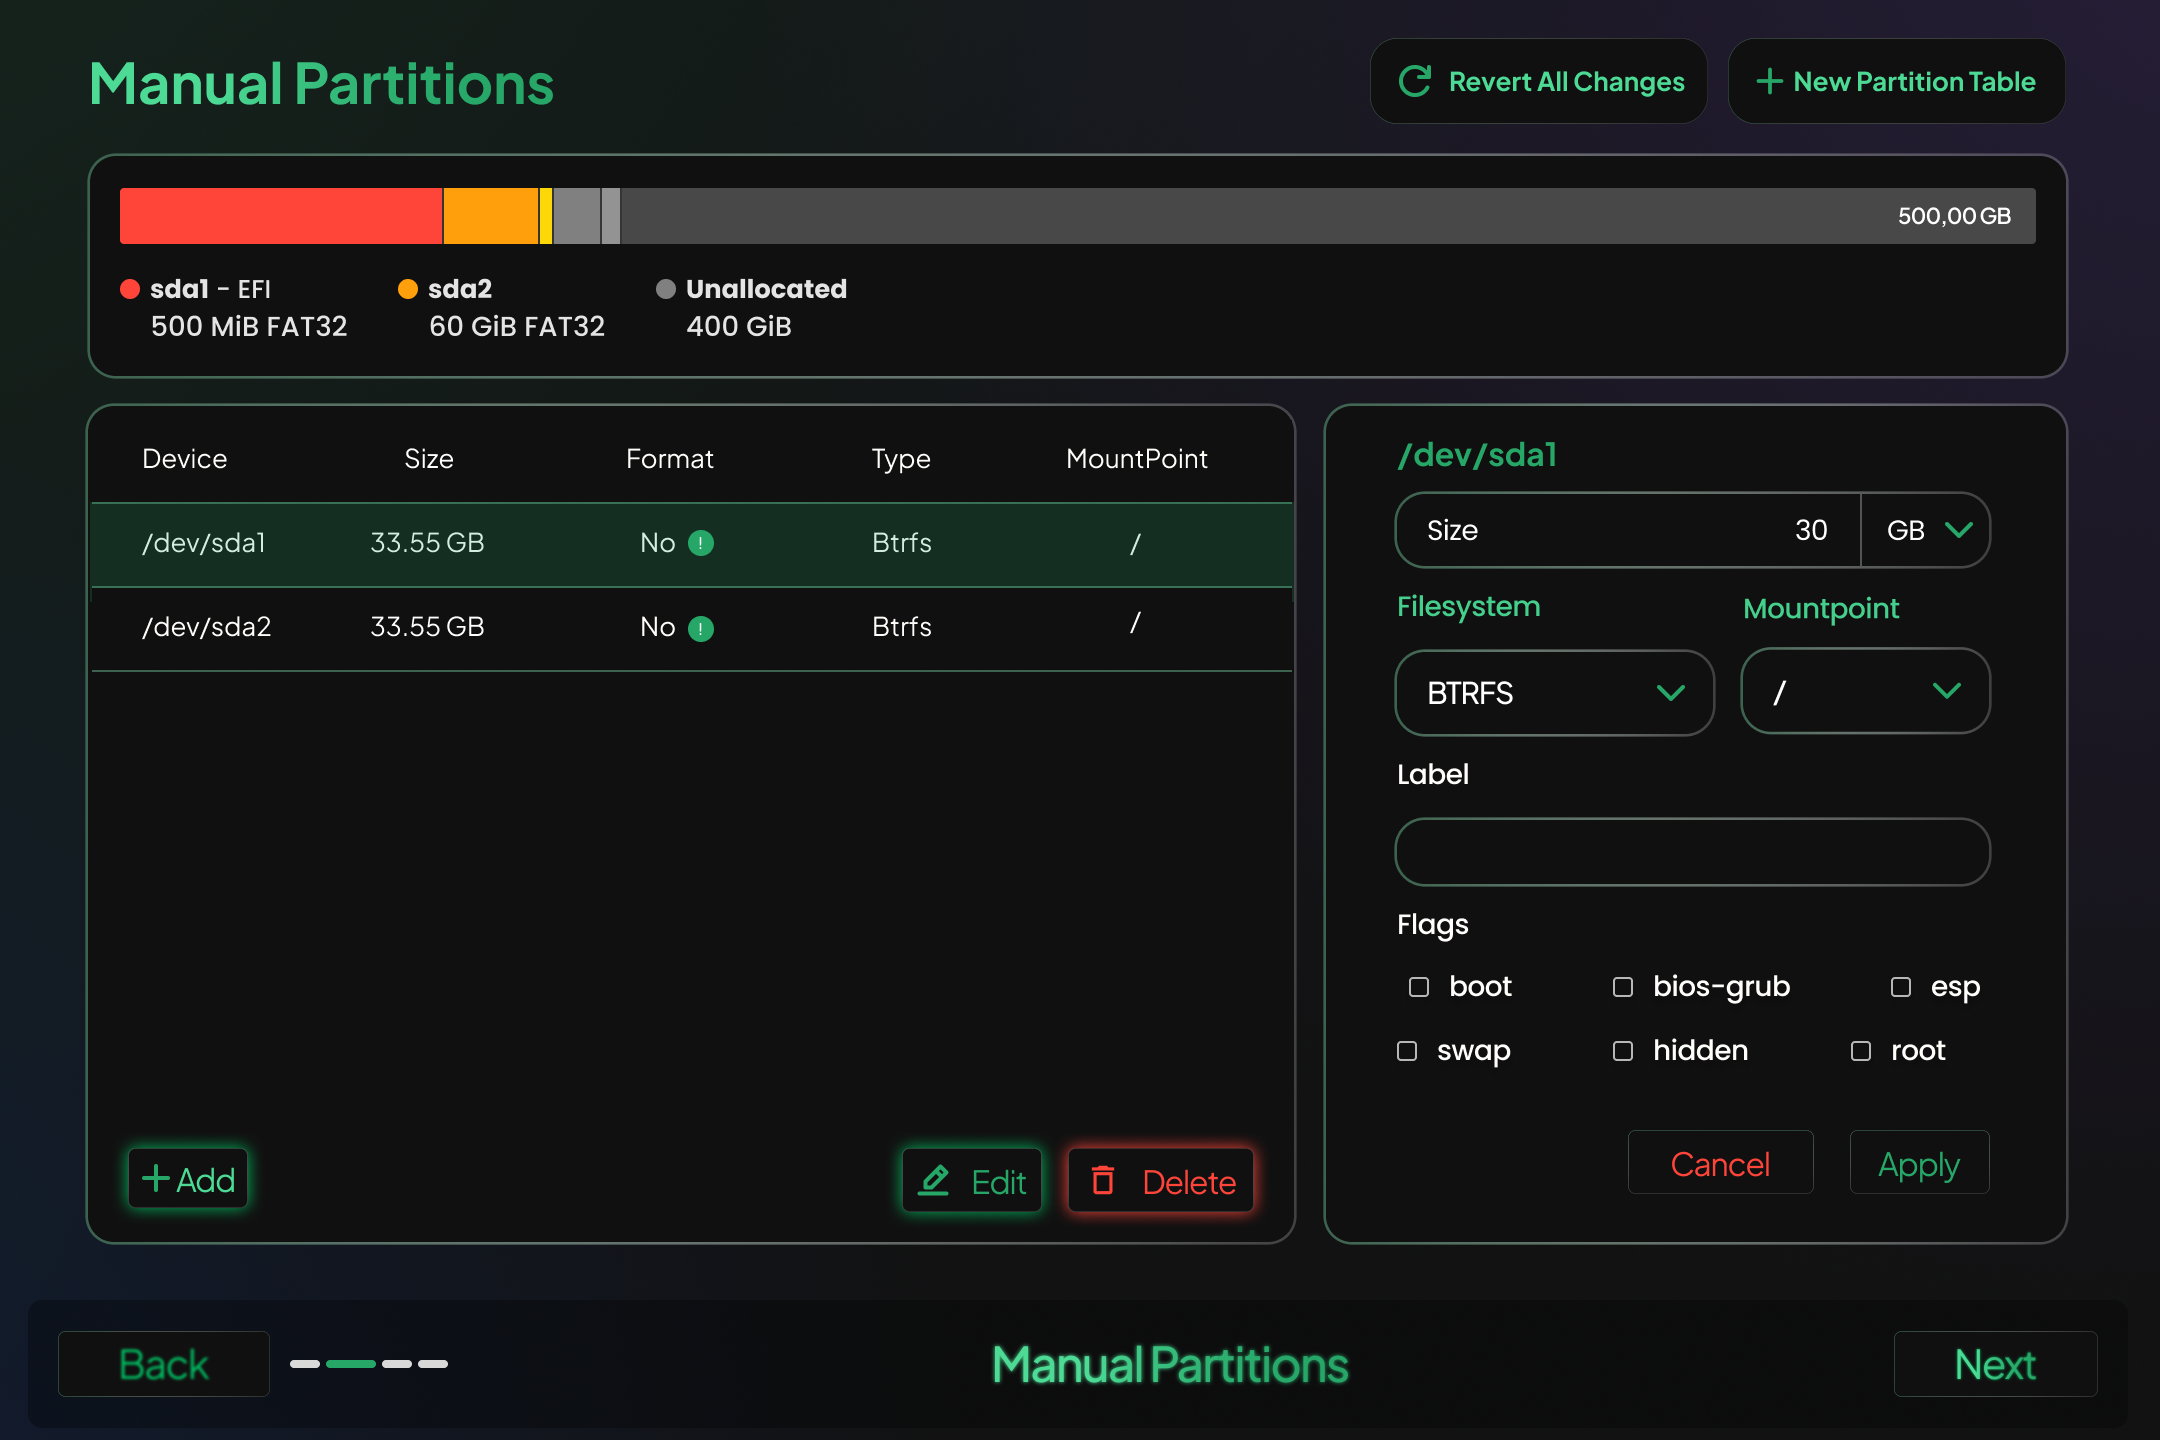 Manual Partitions
Revert All Changes
New Partition Table
500,00 GB
sda1 - EFI
500 MiB FAT32
sda2
60 GiB FAT32
Unallocated
400 GiB
Device Size Format Type MountPoint
/dev/sda1 33.55 GB No ! Btrfs /
/dev/sda2 33.55 GB No ! Btrfs /
+ Add
Edit
Delete
/dev/sda1
Size 30 GB
Filesystem Mountpoint
BTRFS /
Label
Flags
boot bios-grub esp
swap hidden root
Cancel Apply
Back
Manual Partitions
Next